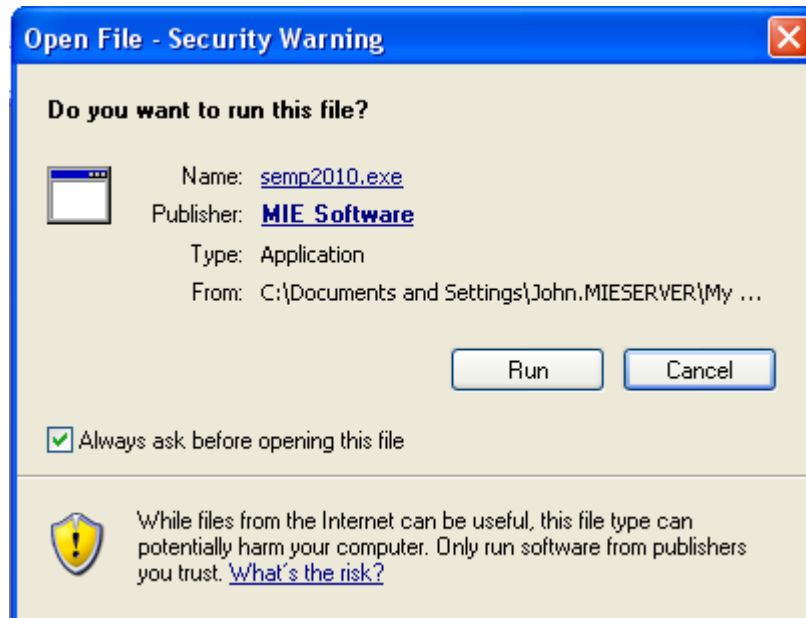 Open File - Security Warning
Do you want to run this file?
Name: semp2010.exe
Publisher: MIE Software
Type: Application
From: C:\Documents and Settings\John.MIESERVER\My ...
Run Cancel
Always ask before opening this file
While files from the Internet can be useful, this file type can
potentially harm your computer. Only run software from publishers
you trust. What's the risk?